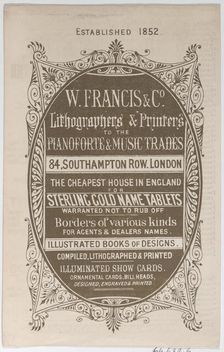 ESTABLISHED 1852.
W. FRANCIS & Co.
Lithographers & Printers
TO THE
PIANOFORTE & MUSIC TRADES
84, SOUTHAMPTON ROW, LONDON
THE CHEAPEST HOUSE IN ENGLAND
FOR
STERLING GOLD NAME TABLETS
WARRANTED NOT TO RUB OFF
Borders of various kinds
FOR AGENTS & DEALERS NAMES.
ILLUSTRATED BOOKS OF DESIGNS.
COMPILED, LITHOGRAPHED & PRINTED
ILLUMINATED SHOW CARDS.
ORNAMENTAL CARDS, BILL HEADS,
DESIGNED, ENGRAVED & PRINTED.